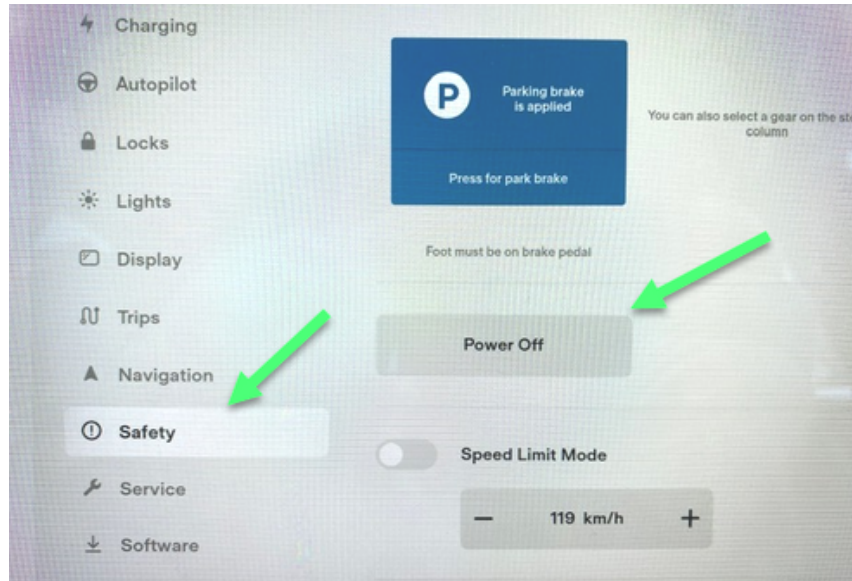 Charging
Autopilot
Locks
Lights
Display
Trips
Navigation
Safety
Service
Software
P
Parking brake
is applied
Press for park brake
You can also select a gear on the
column
Foot must be on brake pedal
Power Off
Speed Limit Mode
− 119 km/h +